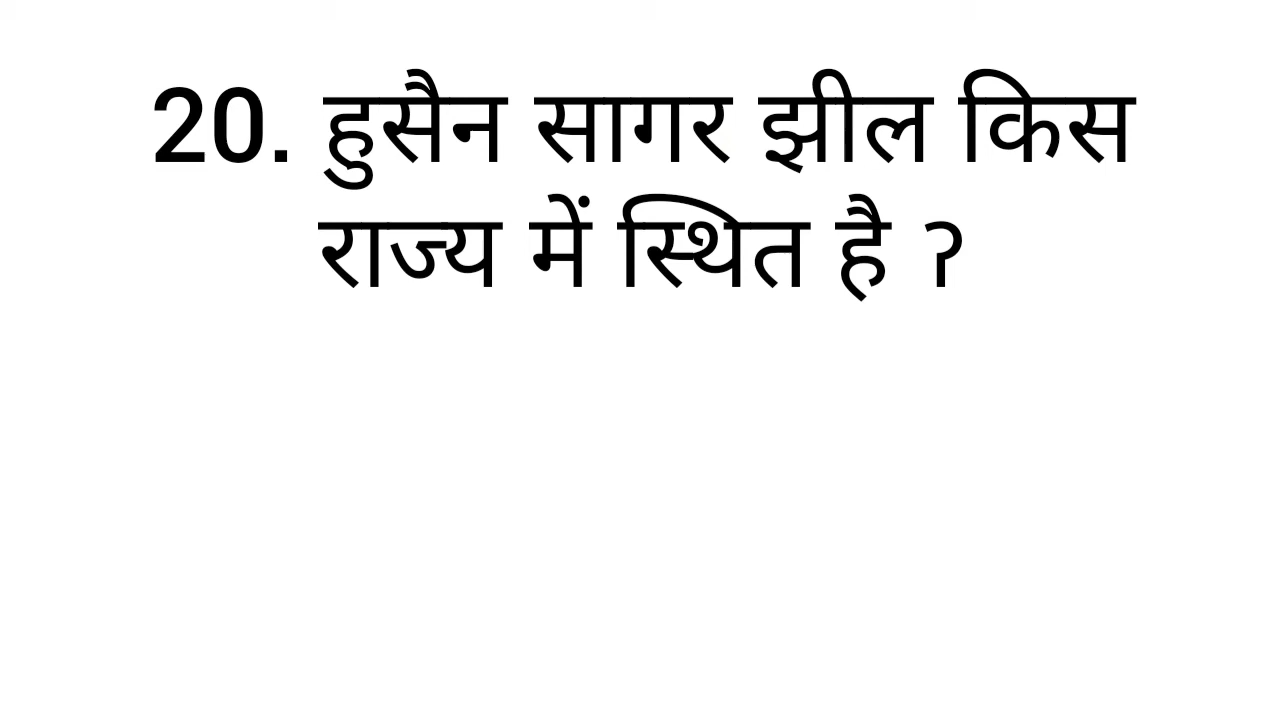 20. हुसैन सागर झील किस
राज्य में स्थित है ?